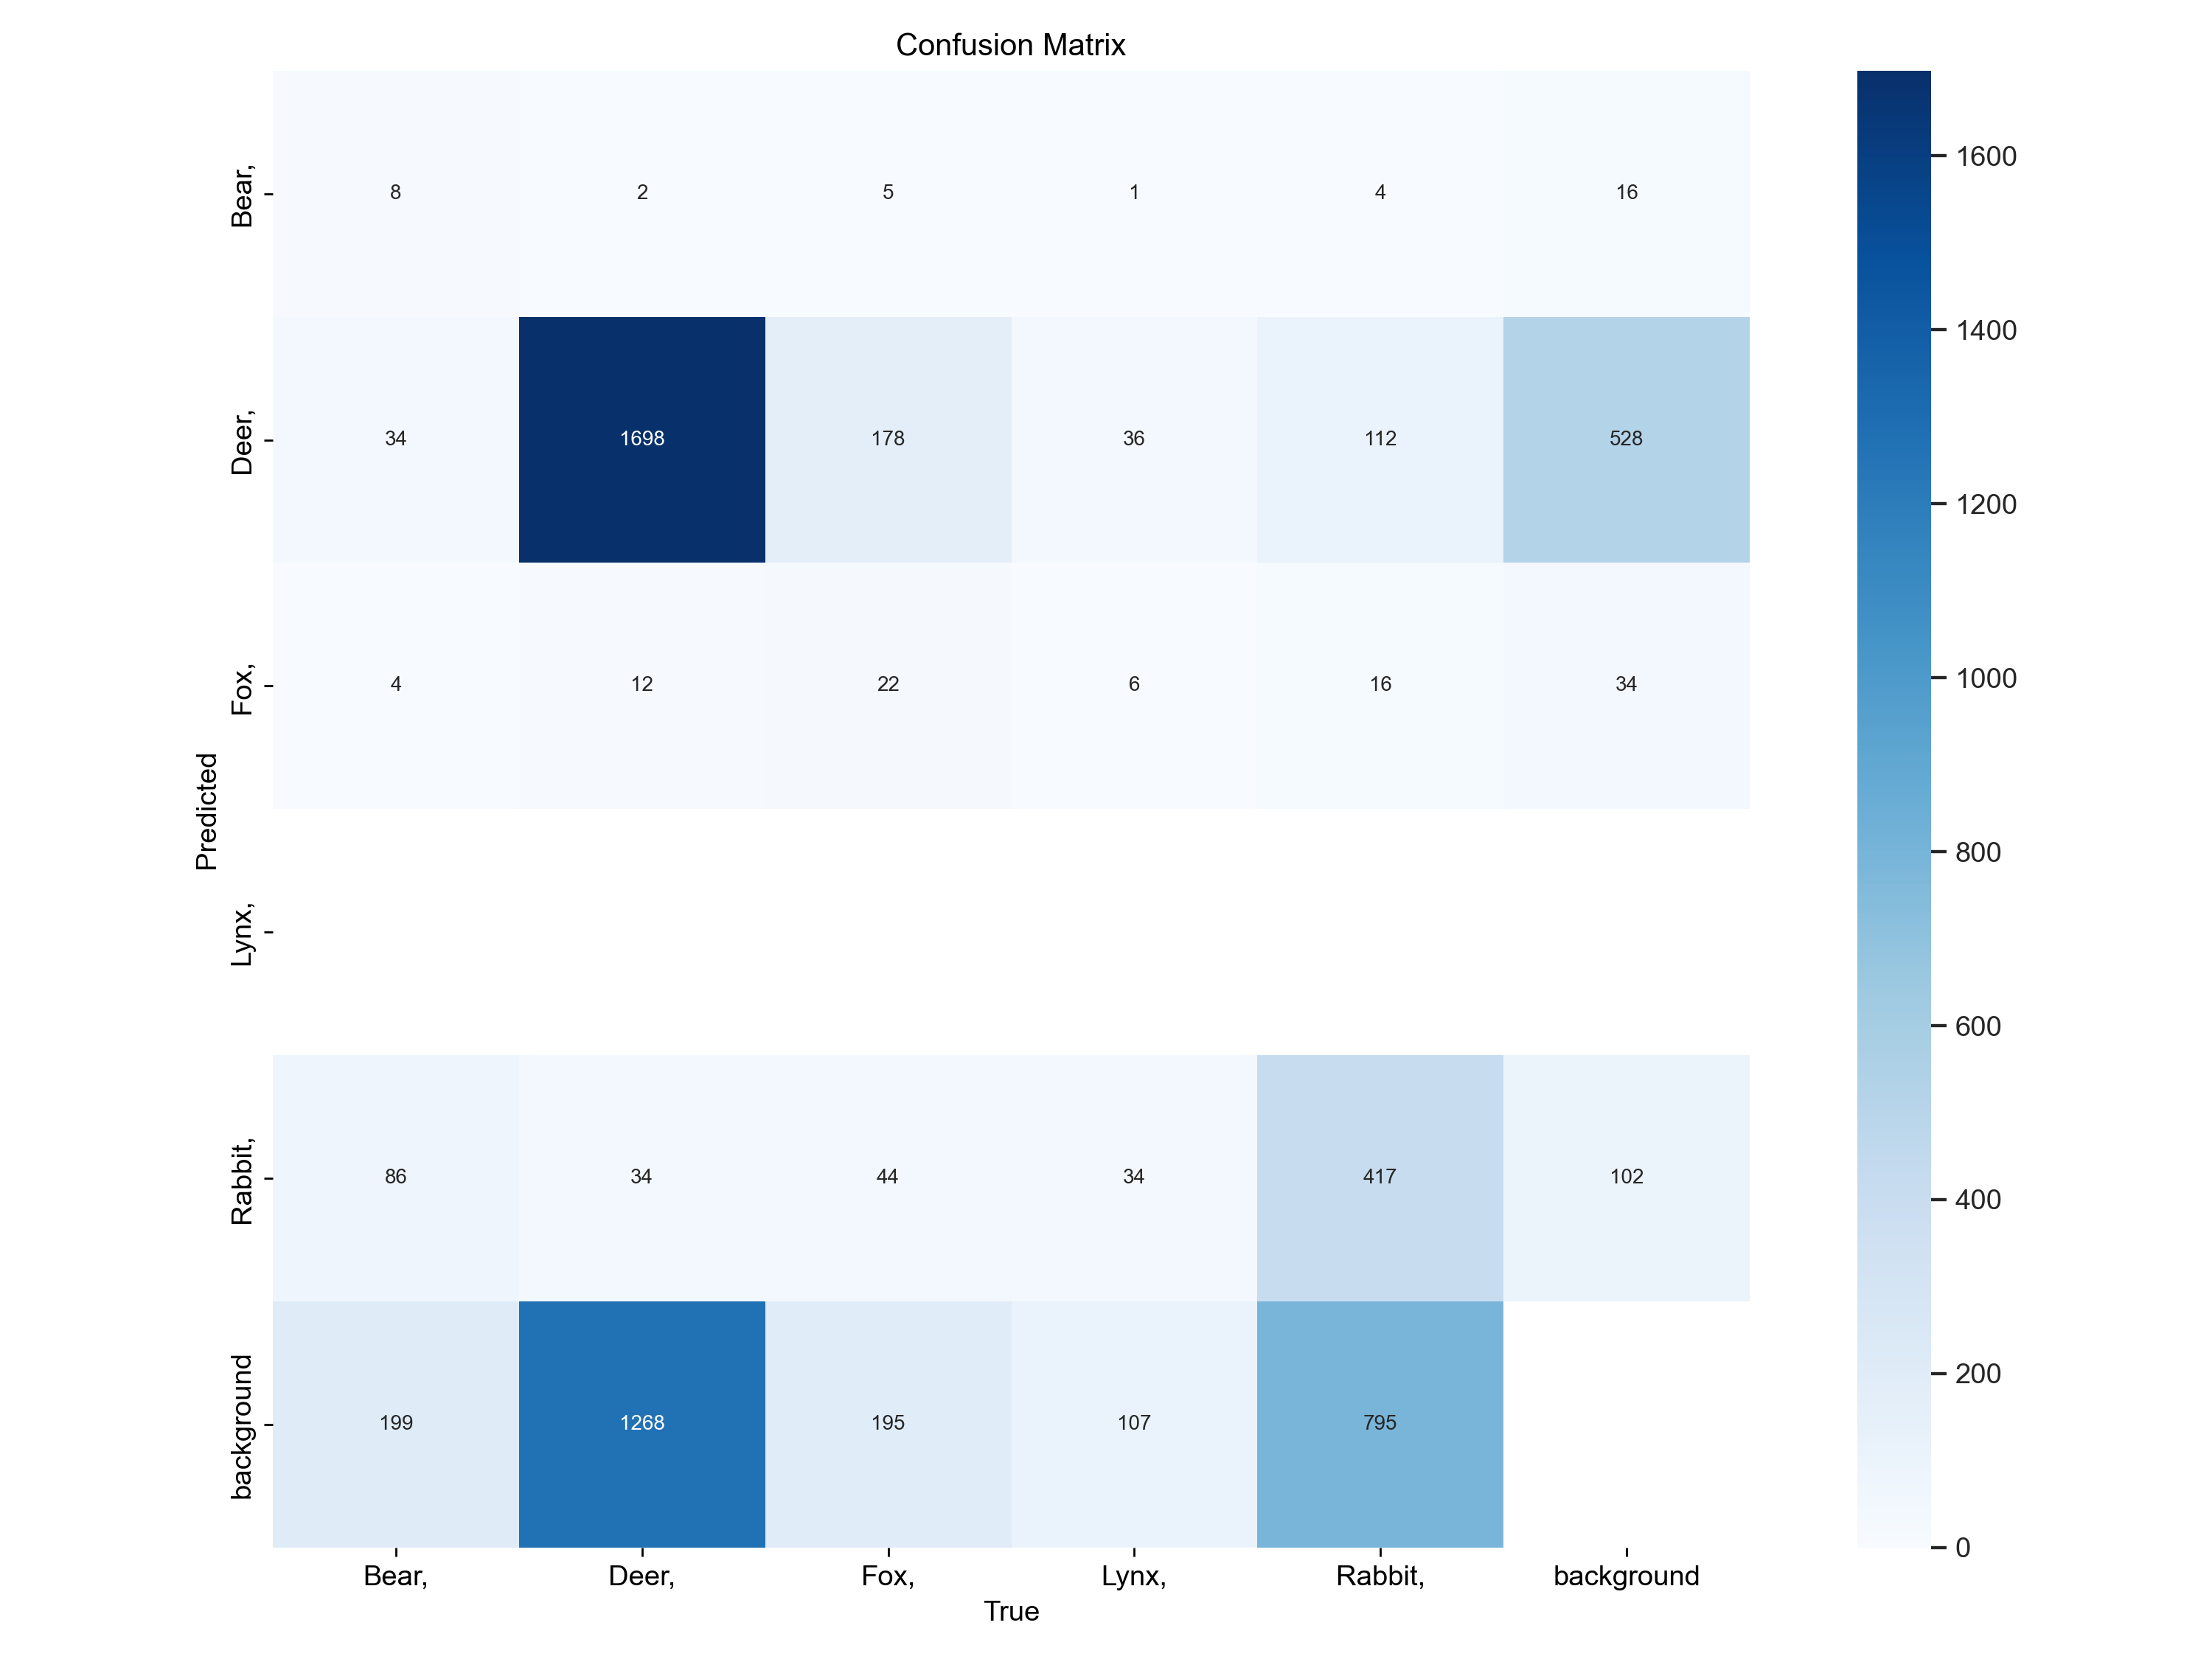 Confusion Matrix
Bear,
8 2 5 1 4 16
Deer,
34 1698 178 36 112 528
Fox,
4 12 22 6 16 34
Predicted
Lynx,
Rabbit,
86 34 44 34 417 102
background
199 1268 195 107 795
Bear, Deer, Fox, Lynx, Rabbit, background
True
1600
1400
1200
1000
800
600
400
200
0